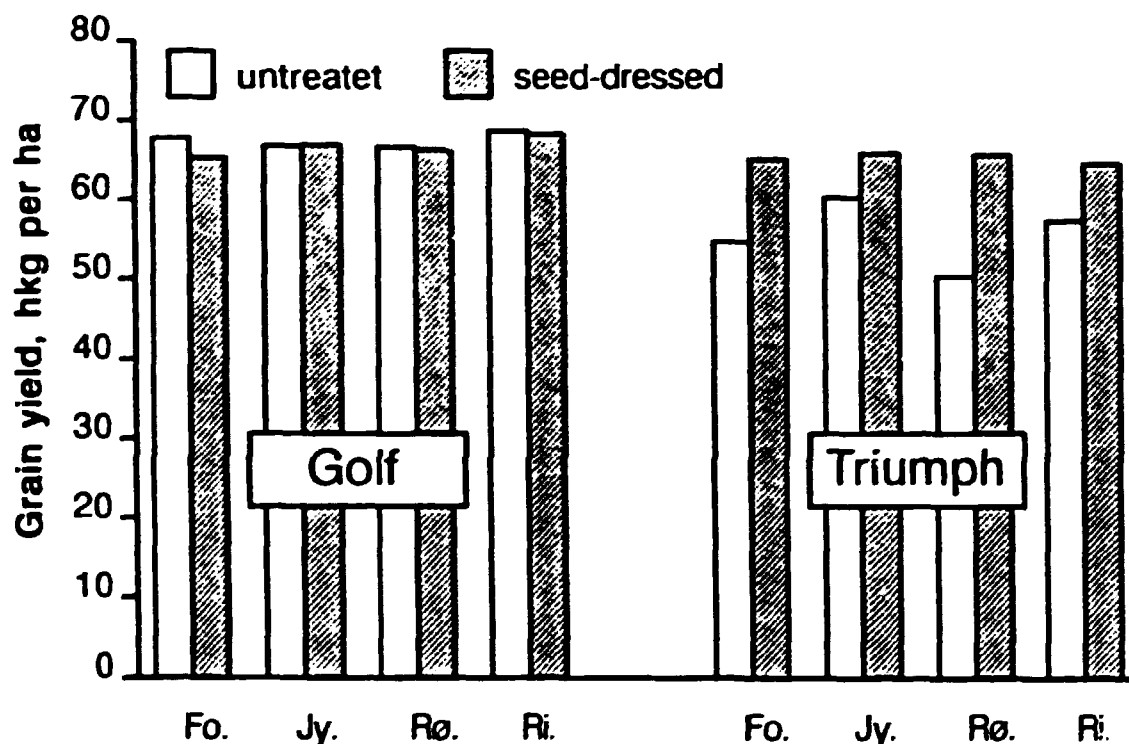 Grain yield, hkg per ha
80
70
60
50
40
30
20
10
0
untreatet
seed-dressed
Golf
Triumph
Fo. Jy. Rø. Ri. Fo. Jy. Rø. Ri.